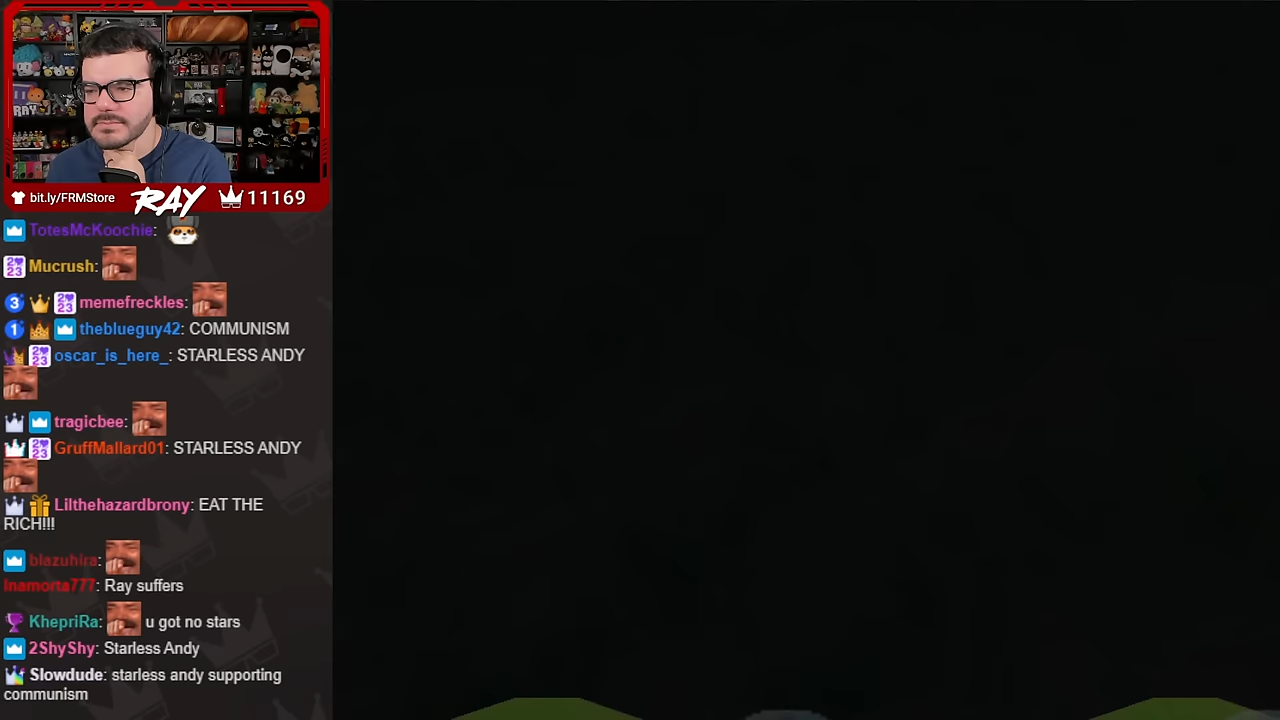 RAY
bit.ly/FRMStore RAY 11169
TotesMcKoochie:
Mucrush:
3 memefreckles:
1 theblueguy42: COMMUNISM
oscar_is_here_: STARLESS ANDY
tragicbee:
GruffMallard01: STARLESS ANDY
Lilthehazardbrony: EAT THE
RICH!!!
blazuhira:
Inamorta777: Ray suffers
KhepriRa: u got no stars
2ShyShy: Starless Andy
Slowdude: starless andy supporting
communism